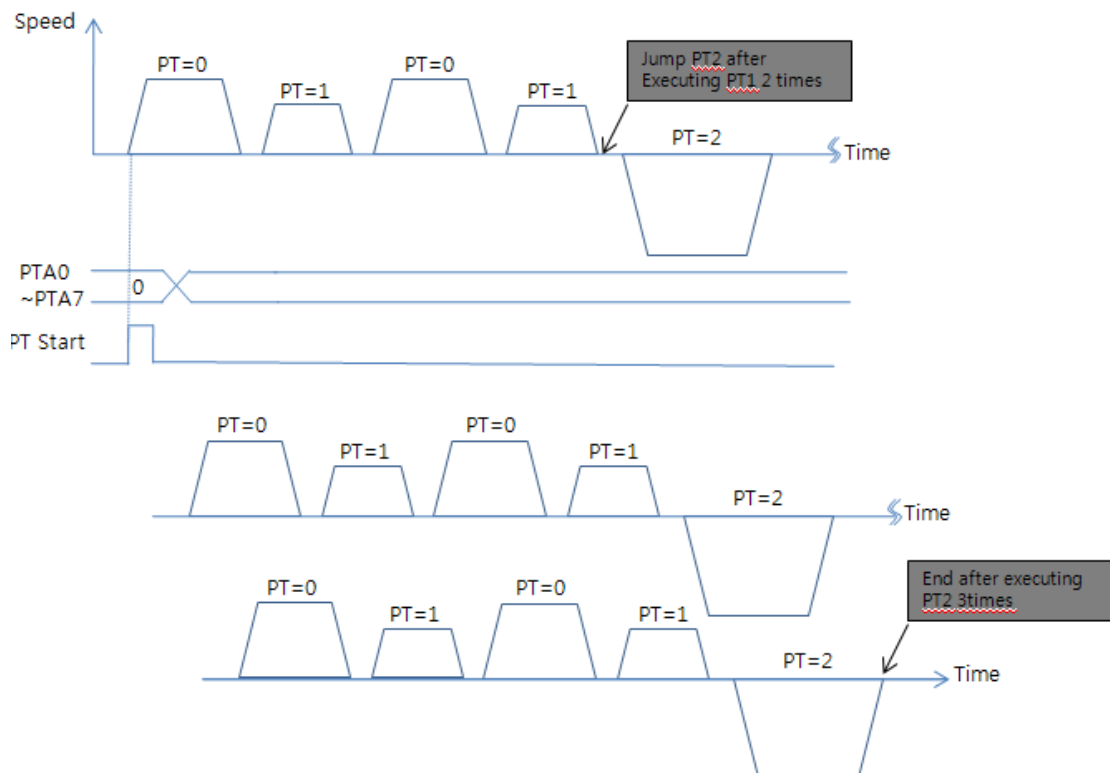 Speed
PT=0
PT=1
PT=0
PT=1
Jump PT2 after
Executing PT1 2 times
PT=2
Time
PTA0
~PTA7
0
PT Start
PT=0
PT=1
PT=0
PT=1
PT=2
Time
PT=0
PT=1
PT=0
PT=1
PT=2
End after executing
PT2 3times
Time